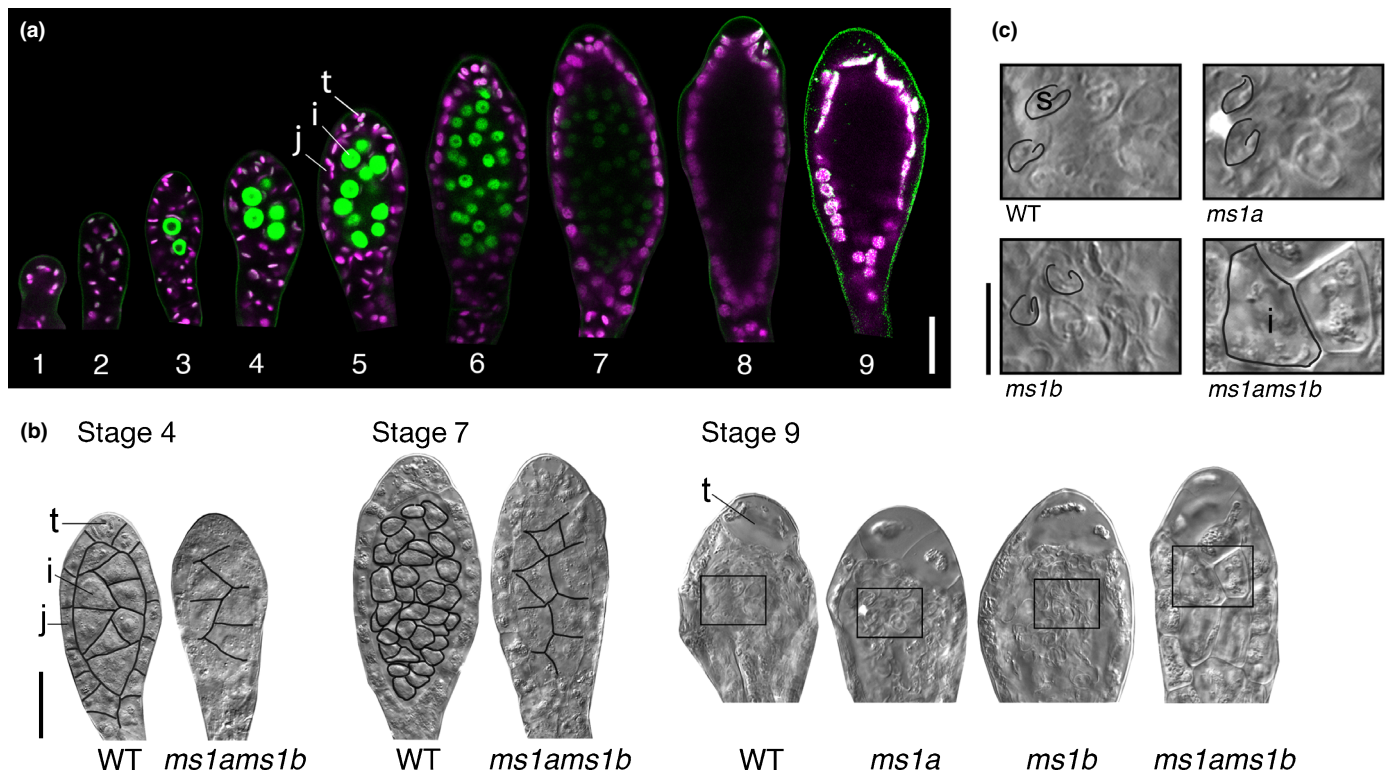 (a)
t
i
j
1 2 3 4 5 6 7 8 9
(c)
s
WT
ms1a
i
ms1b
ms1ams1b
(b) Stage 4 Stage 7 Stage 9
t
i
j
t
WT ms1ams1b WT ms1ams1b WT ms1a ms1b ms1ams1b